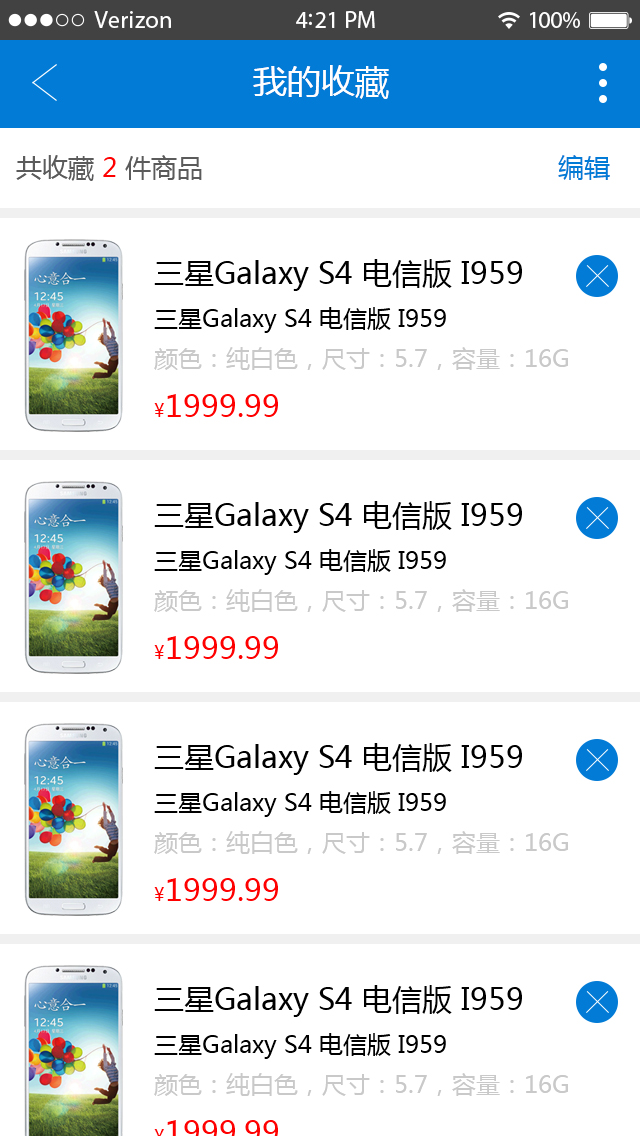 Verizon 4:21 PM 100%
我的收藏
共收藏 2 件商品 编辑
三星Galaxy S4 电信版 I959
三星Galaxy S4 电信版 I959
颜色：纯白色，尺寸：5.7，容量：16G
¥1999.99
心意合一
12:45
三星Galaxy S4 电信版 I959
三星Galaxy S4 电信版 I959
颜色：纯白色，尺寸：5.7，容量：16G
¥1999.99
心意合一
12:45
三星Galaxy S4 电信版 I959
三星Galaxy S4 电信版 I959
颜色：纯白色，尺寸：5.7，容量：16G
¥1999.99
心意合一
12:45
三星Galaxy S4 电信版 I959
三星Galaxy S4 电信版 I959
颜色：纯白色，尺寸：5.7，容量：16G
¥1999.99
心意合一
12:45